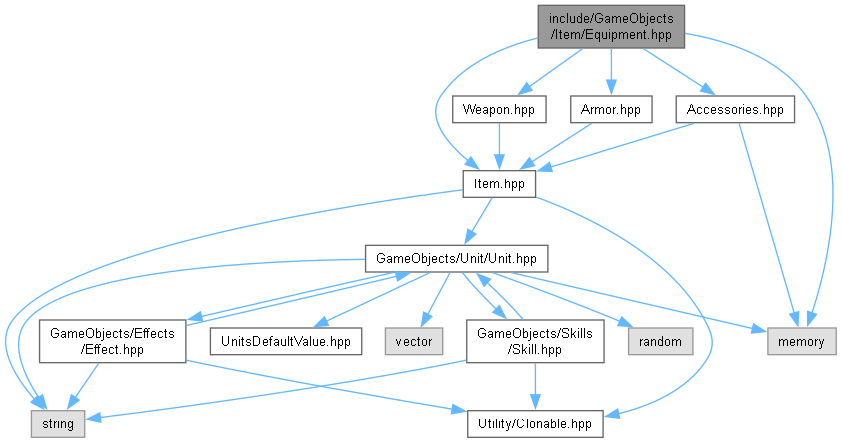 include/GameObjects
/Item/Equipment.hpp
Weapon.hpp
Armor.hpp
Accessories.hpp
Item.hpp
GameObjects/Unit/Unit.hpp
GameObjects/Effects
/Effect.hpp
UnitsDefaultValue.hpp
vector
GameObjects/Skills
/Skill.hpp
random
memory
string
Utility/Clonable.hpp